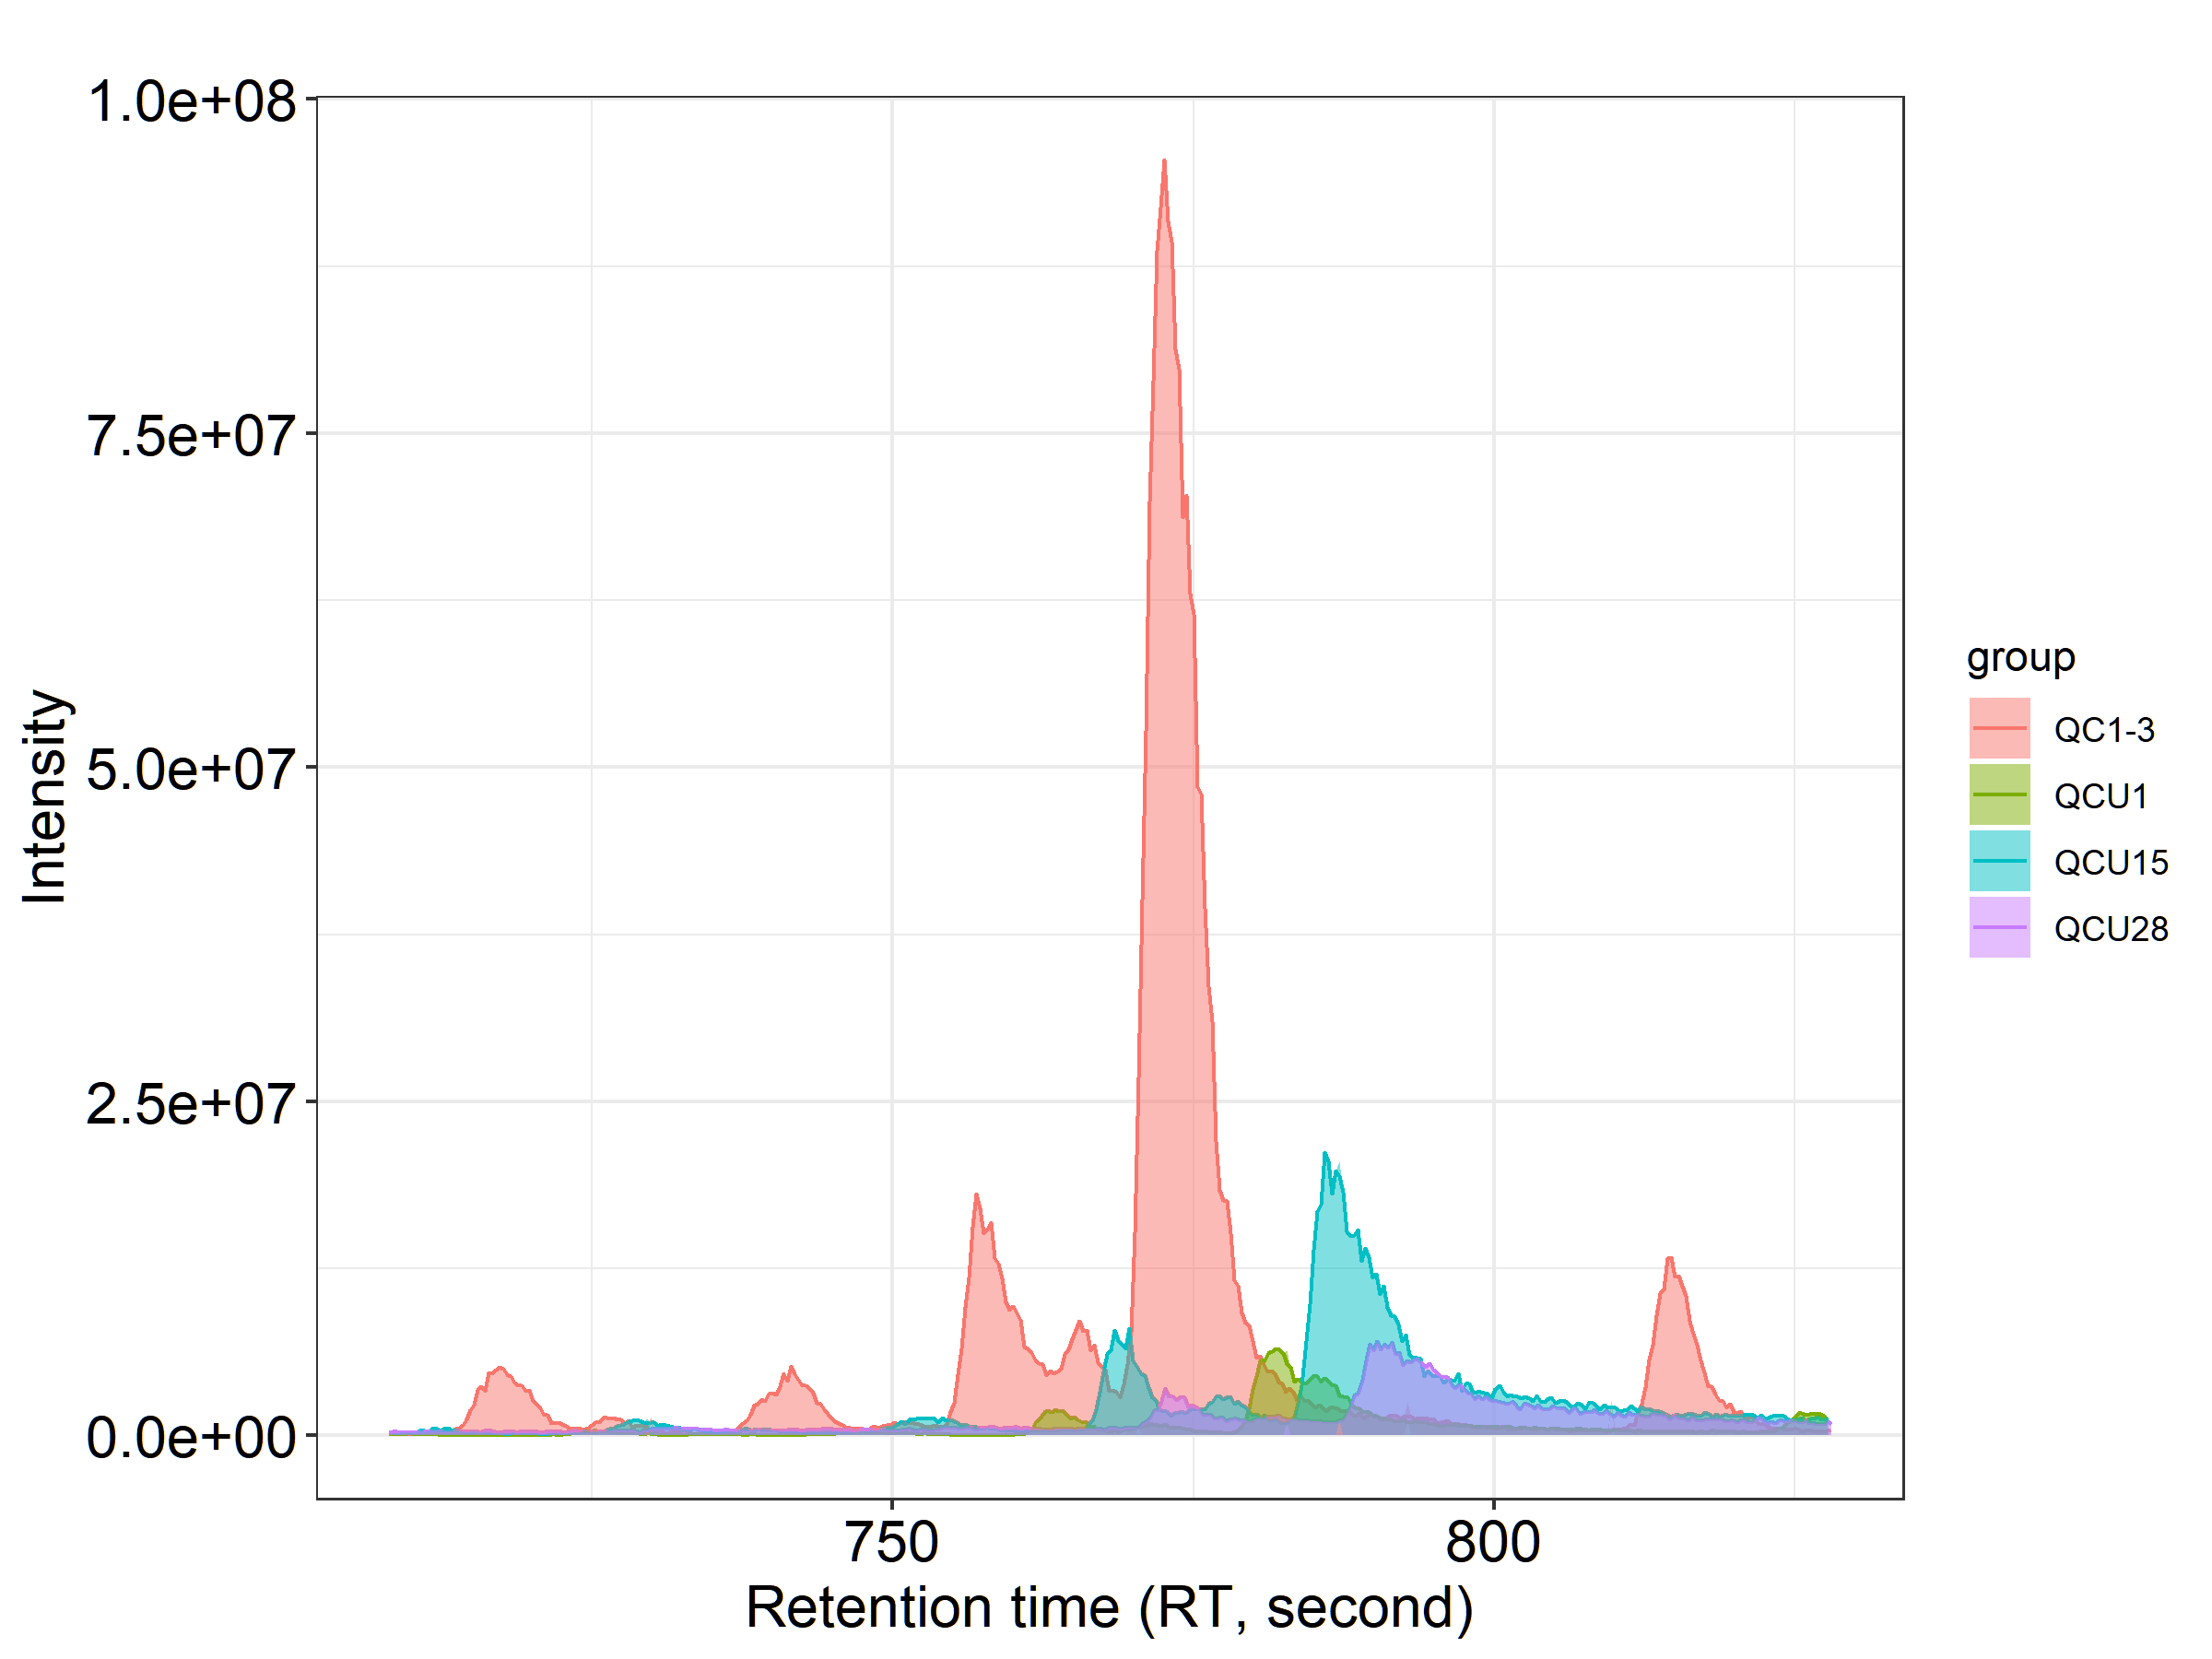 1.0e+08
7.5e+07
5.0e+07
2.5e+07
0.0e+00
Intensity
750
800
Retention time (RT, second)
group
QC1-3
QCU1
QCU15
QCU28